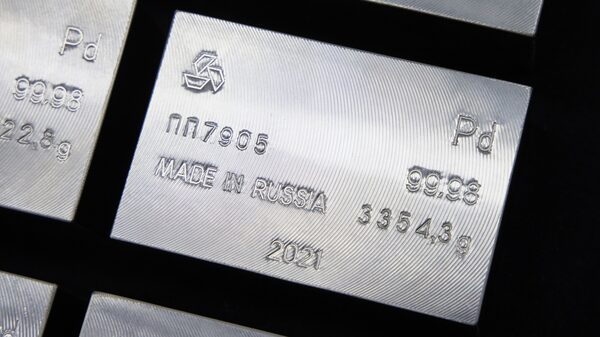 Pd
99.98
22,8g
Pd
ПП7905
99.98
MADE IN RUSSIA
3354,3g
2021